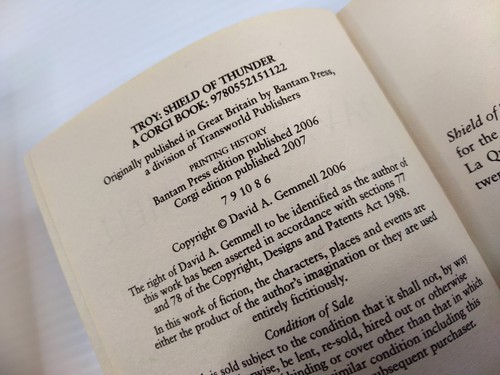 TROY: SHIELD OF THUNDER
A CORGI BOOK: 9780552151122
Originally published in Great Britain by Bantam Press,
a division of Transworld Publishers
PRINTING HISTORY
Bantam Press edition published 2006
Corgi edition published 2007
7 9 10 8 6
Copyright © David A. Gemmell 2006
The right of David A. Gemmell to be identified as the author of
this work has been asserted in accordance with sections 77
and 78 of the Copyright, Designs and Patents Act 1988.
In this work of fiction, the characters, places and events are
either the product of the author's imagination or they are used
entirely fictitiously.
Condition of Sale
is sold subject to the condition that it shall not, by way
be lent, re-sold, hired out or otherwise
binding or cover other than that in which
similar condition including this
subsequent purchaser.
Shield of
for the
La Qu
twen